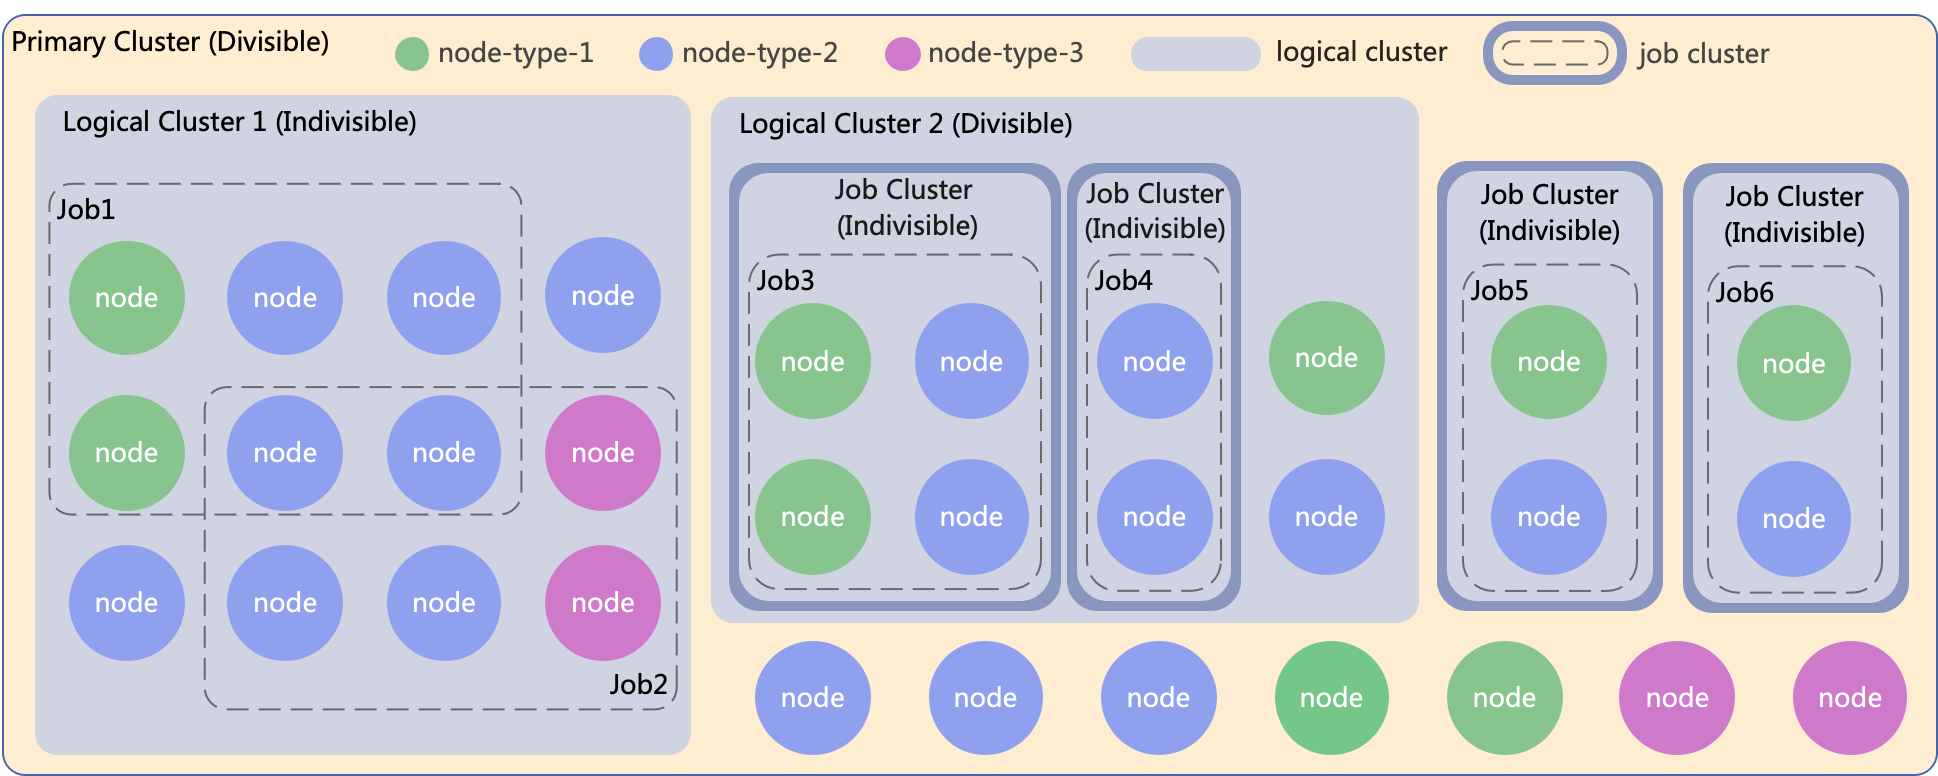 Primary Cluster (Divisible)
node-type-1
node-type-2
node-type-3
logical cluster
job cluster
Logical Cluster 1 (Indivisible)
Job1
node
node
node
node
node
node
node
node
node
node
node
node
Job2
Logical Cluster 2 (Divisible)
Job Cluster
(Indivisible)
Job3
node
node
node
node
Job Cluster
(Indivisible)
Job4
node
node
node
node
Job Cluster
(Indivisible)
Job5
node
node
Job Cluster
(Indivisible)
Job6
node
node
node
node
node
node
node
node
node